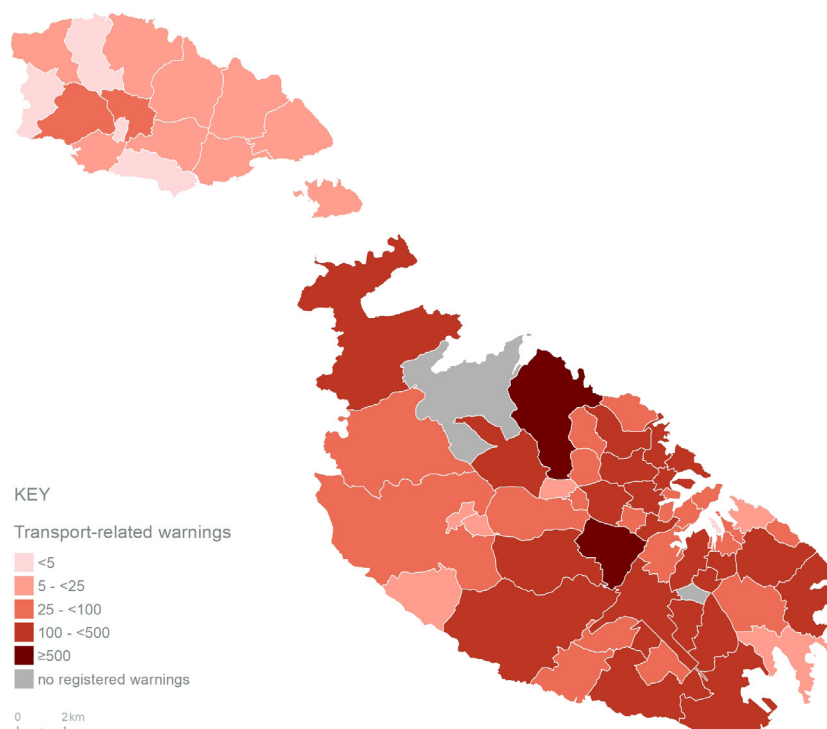 KEY
Transport-related warnings
<5
5 - <25
25 - <100
100 - <500
≥500
no registered warnings
0 2km